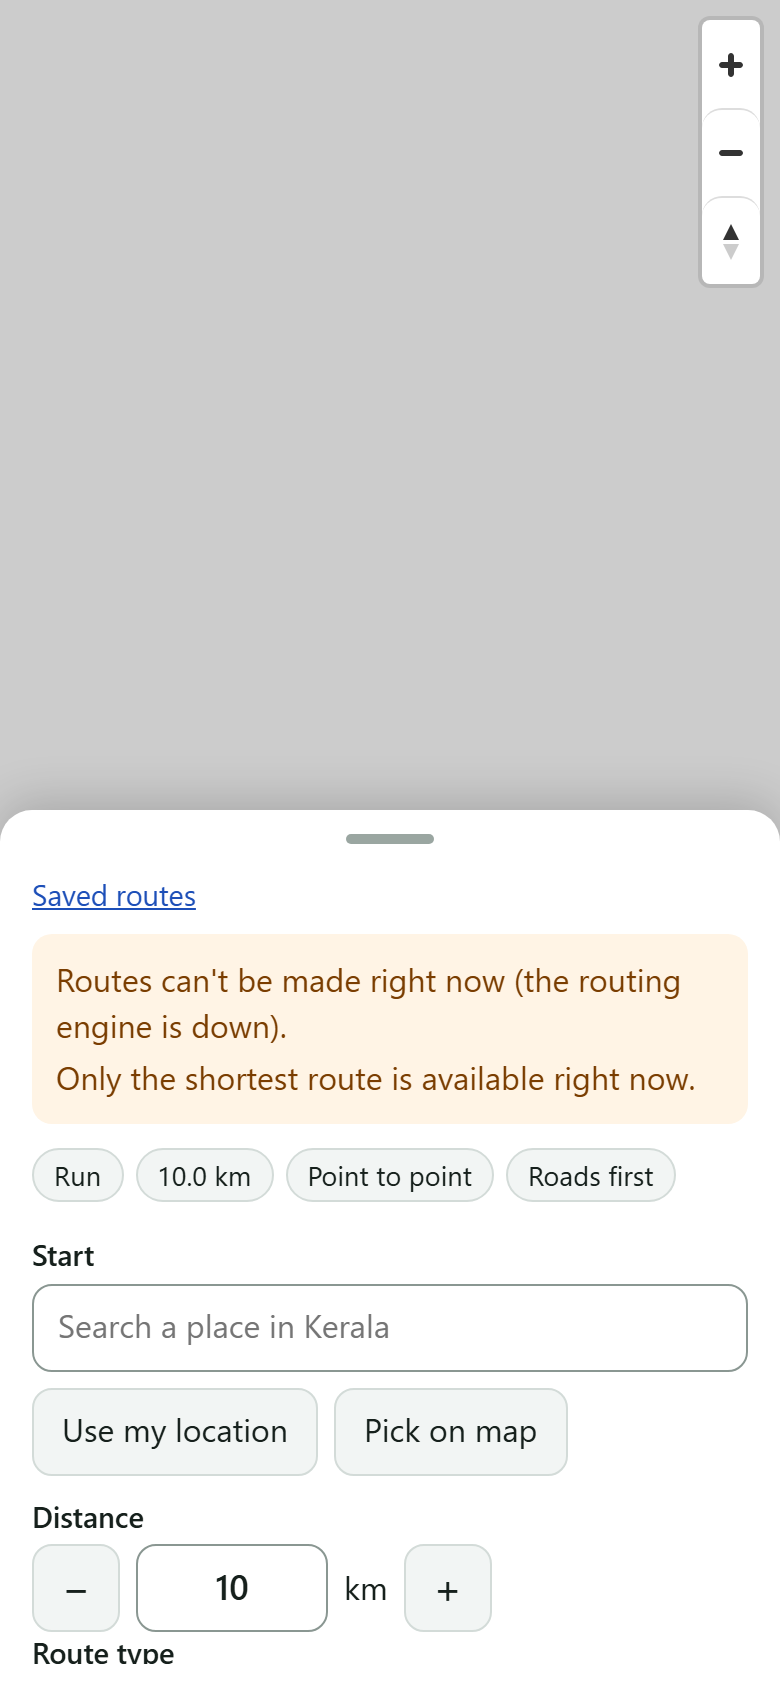 Saved routes
Routes can't be made right now (the routing
engine is down).
Only the shortest route is available right now.
Run 10.0 km Point to point Roads first
Start
Search a place in Kerala
Use my location Pick on map
Distance
− 10 km +
Route type